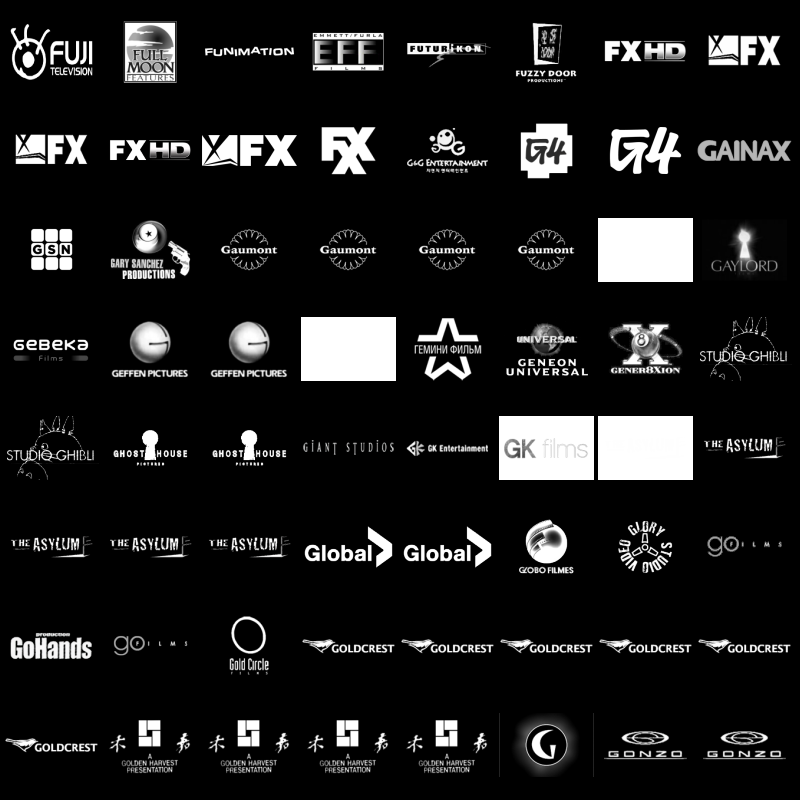 FUJI
TELEVISION
FULL
MOON
FEATURES
FUNIMATION
EMMETT/FURLA
EFF
FILMS
FUTURIKON
FUZZY DOOR
PRODUCTIONS
FX HD
FX
FX
FX HD
FX
FXX
G&G ENTERTAINMENT
G4
G4
GAINAX
GSN
GARY SANCHEZ
PRODUCTIONS
Gaumont
Gaumont
Gaumont
Gaumont
GAYLORD
GEBEKA
Films
GEFFEN PICTURES
GEFFEN PICTURES
ГЕМИНИ ФИЛЬМ
UNIVERSAL
GENEON
UNIVERSAL
X
8
GENER8XION
STUDIO GHIBLI
STUDIO GHIBLI
GHOST HOUSE
PICTURES
GHOST HOUSE
PICTURES
GIANT STUDIOS
GK Entertainment
GK films
THE ASYLUM
THE ASYLUM
THE ASYLUM
THE ASYLUM
Global
Global
GLOBO FILMES
GLORY STUDIO VIDEO
go FILMS
production
GoHands
go FILMS
Gold Circle
FILMS
GOLDCREST
GOLDCREST
GOLDCREST
GOLDCREST
GOLDCREST
GOLDCREST
A
GOLDEN HARVEST
PRESENTATION
A
GOLDEN HARVEST
PRESENTATION
A
GOLDEN HARVEST
PRESENTATION
A
GOLDEN HARVEST
PRESENTATION
G
GONZO
GONZO